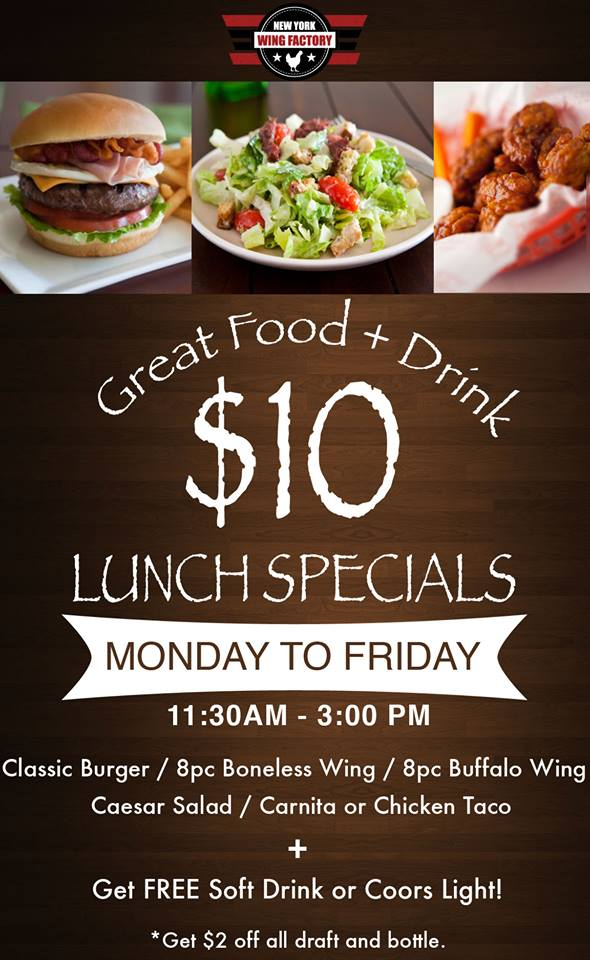 NEW YORK
WING FACTORY
Great Food + Drink
$10
LUNCH SPECIALS
MONDAY TO FRIDAY
11:30AM - 3:00 PM
Classic Burger / 8pc Boneless Wing / 8pc Buffalo Wing
Caesar Salad / Carnita or Chicken Taco
+
Get FREE Soft Drink or Coors Light!
*Get $2 off all draft and bottle.